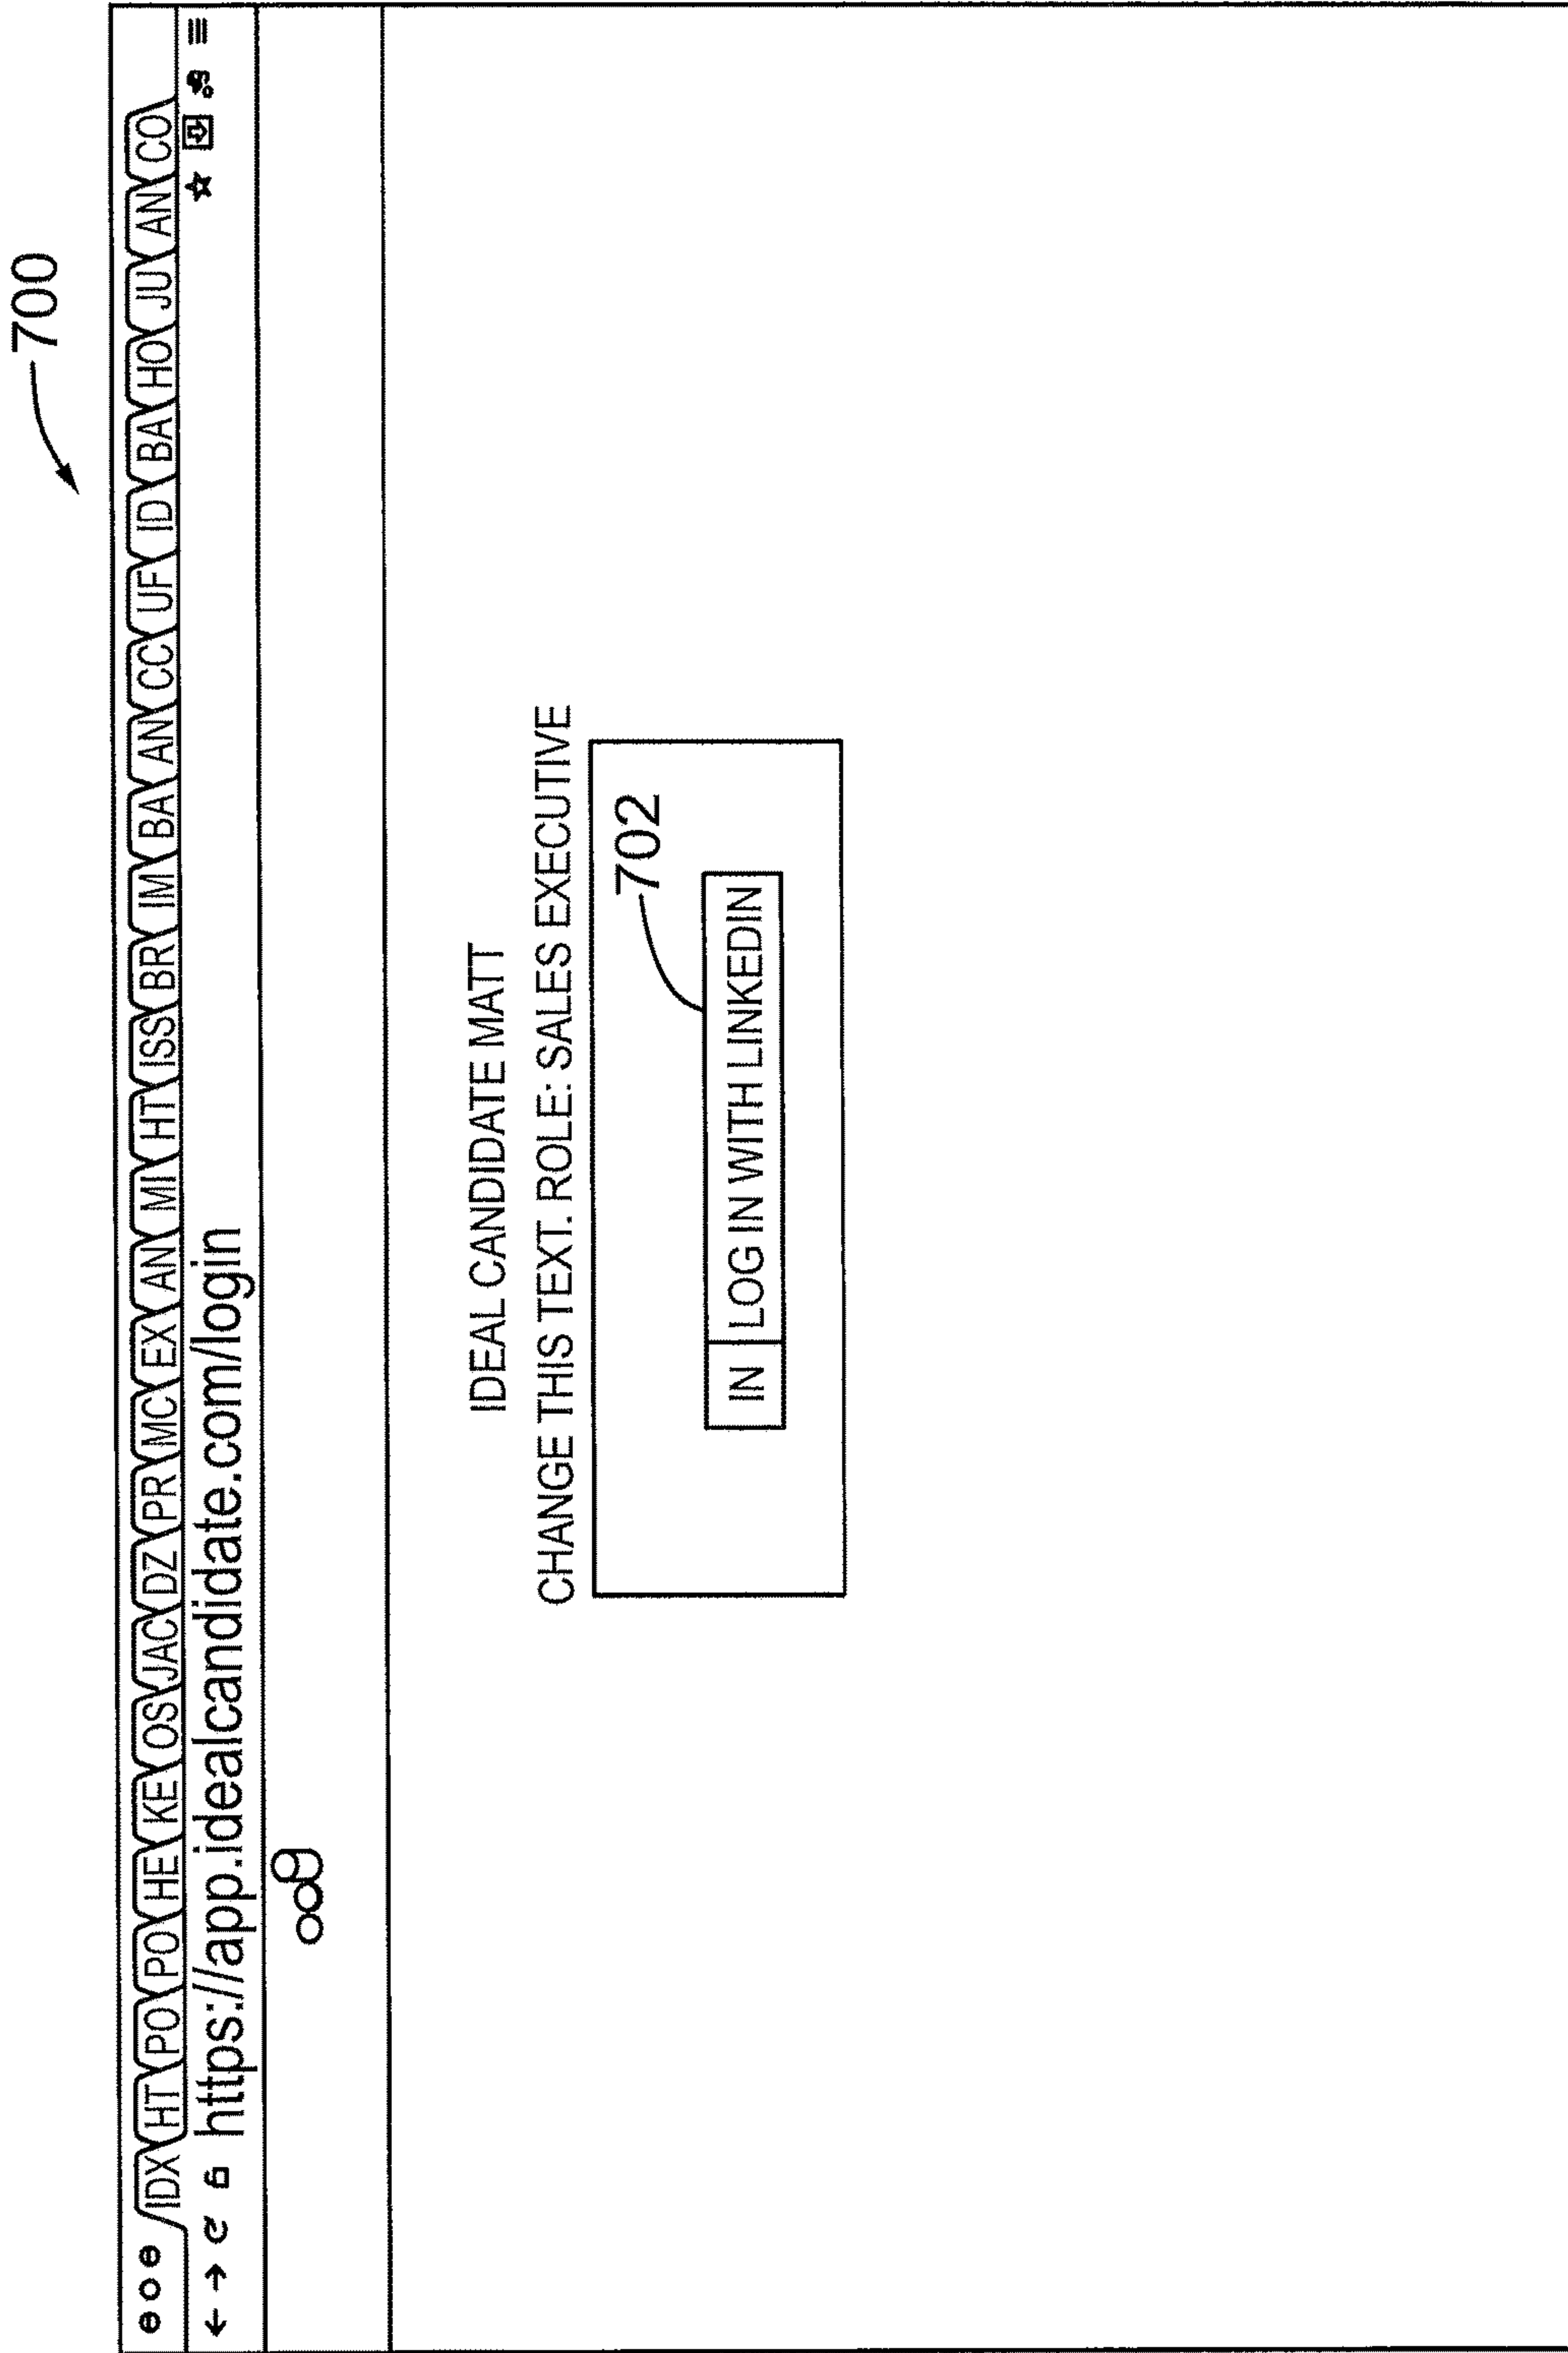 700
IDX HT PO PO HE KE OS JAC DZ PR MC EX AN MI HT ISS BR IM BA AN CC UF ID BA HO JU AN CO
https://app.idealcandidate.com/login
IDEAL CANDIDATE MATT
CHANGE THIS TEXT. ROLE: SALES EXECUTIVE
702
IN LOG IN WITH LINKEDIN